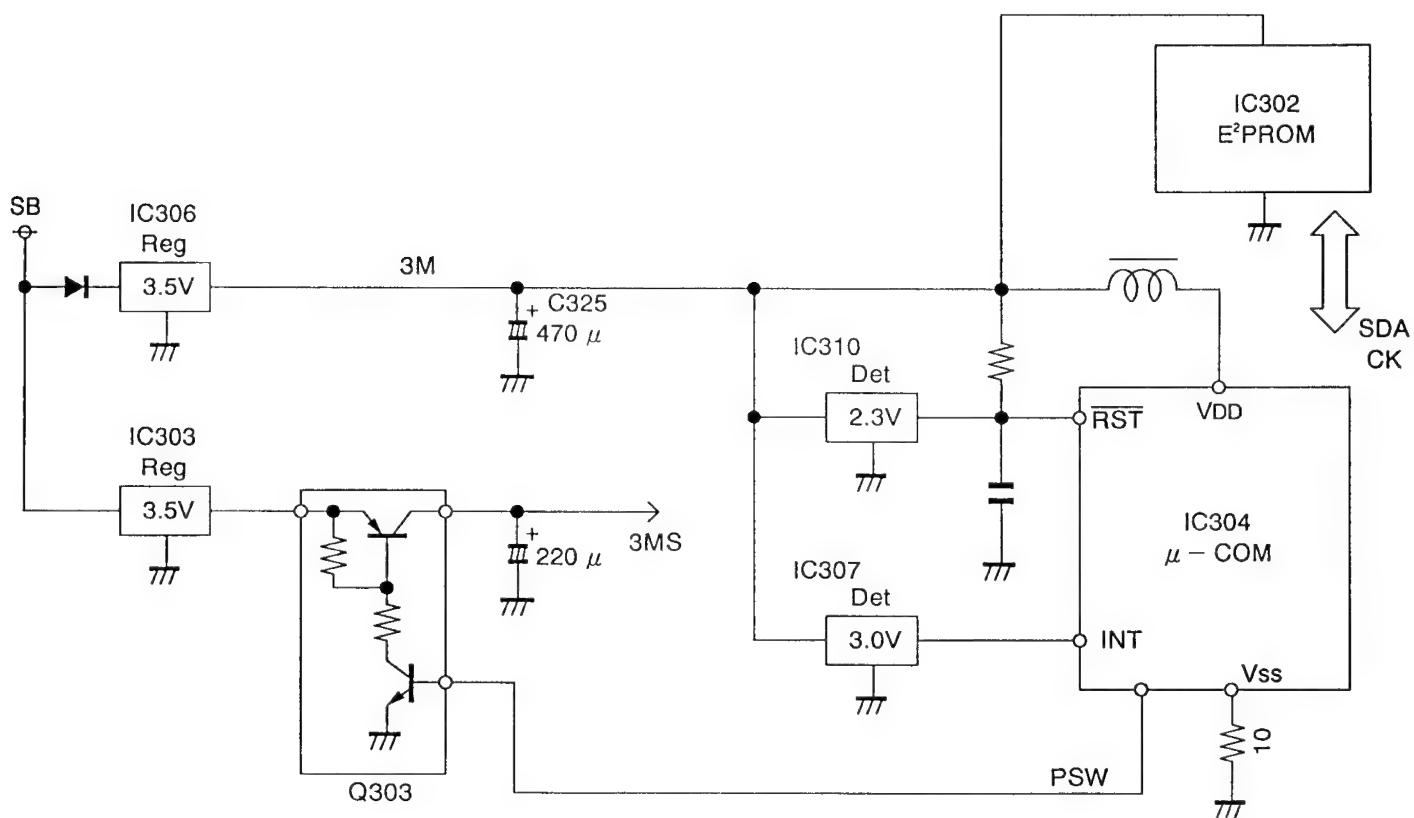 IC302
E²PROM
SB
IC306
Reg
3.5V
3M
+ C325
470 μ
SDA
CK
IC310
Det
2.3V
RST
VDD
IC303
Reg
3.5V
+
220 μ
3MS
IC304
μ – COM
IC307
Det
3.0V
INT
Vss
10
PSW
Q303